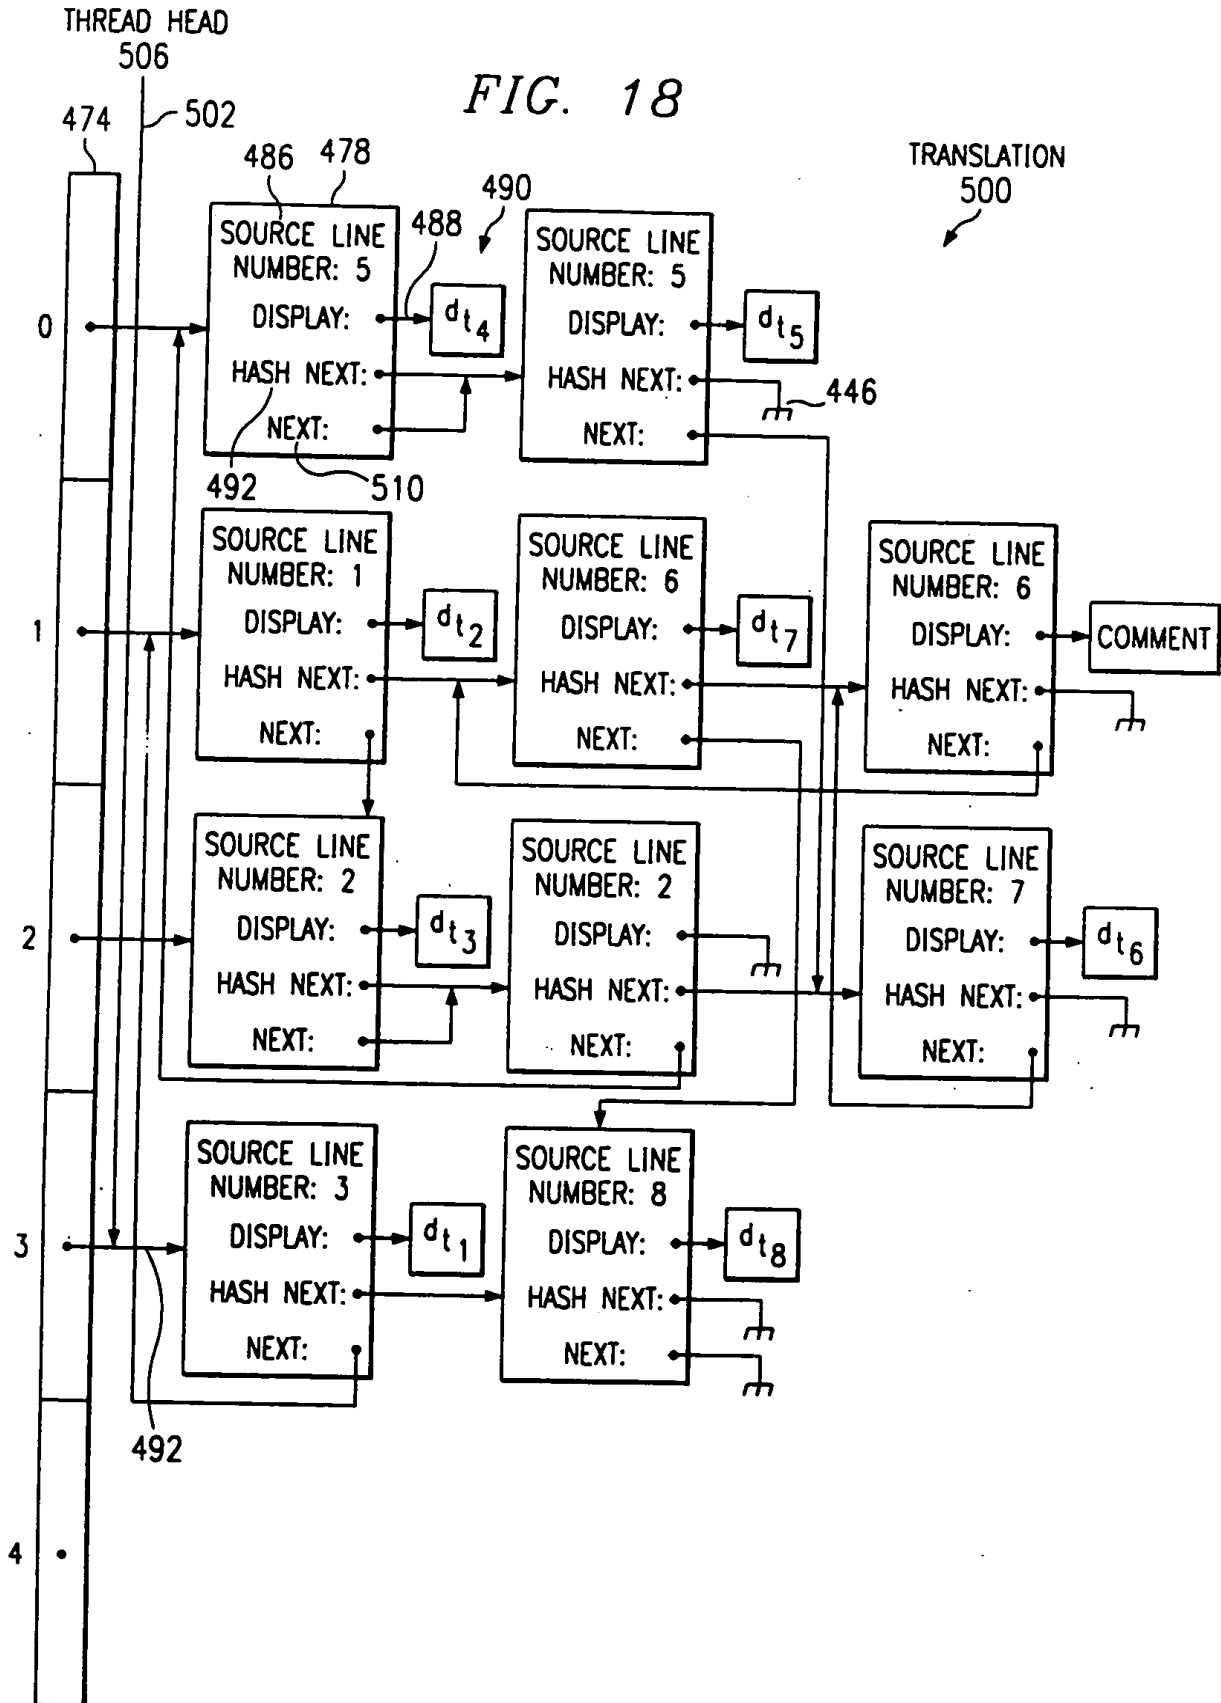 THREAD HEAD
506
FIG. 18
502
474
486
478
490
488
TRANSLATION
500
0
SOURCE LINE
NUMBER: 5
DISPLAY:
HASH NEXT:
NEXT:
dt4
492
510
SOURCE LINE
NUMBER: 5
DISPLAY:
HASH NEXT:
NEXT:
dt5
446
1
SOURCE LINE
NUMBER: 1
DISPLAY:
HASH NEXT:
NEXT:
dt2
SOURCE LINE
NUMBER: 6
DISPLAY:
HASH NEXT:
NEXT:
dt7
SOURCE LINE
NUMBER: 6
DISPLAY:
HASH NEXT:
NEXT:
COMMENT
2
SOURCE LINE
NUMBER: 2
DISPLAY:
HASH NEXT:
NEXT:
dt3
SOURCE LINE
NUMBER: 2
DISPLAY:
HASH NEXT:
NEXT:
SOURCE LINE
NUMBER: 7
DISPLAY:
HASH NEXT:
NEXT:
dt6
3
SOURCE LINE
NUMBER: 3
DISPLAY:
HASH NEXT:
NEXT:
dt1
492
SOURCE LINE
NUMBER: 8
DISPLAY:
HASH NEXT:
NEXT:
dt8
4